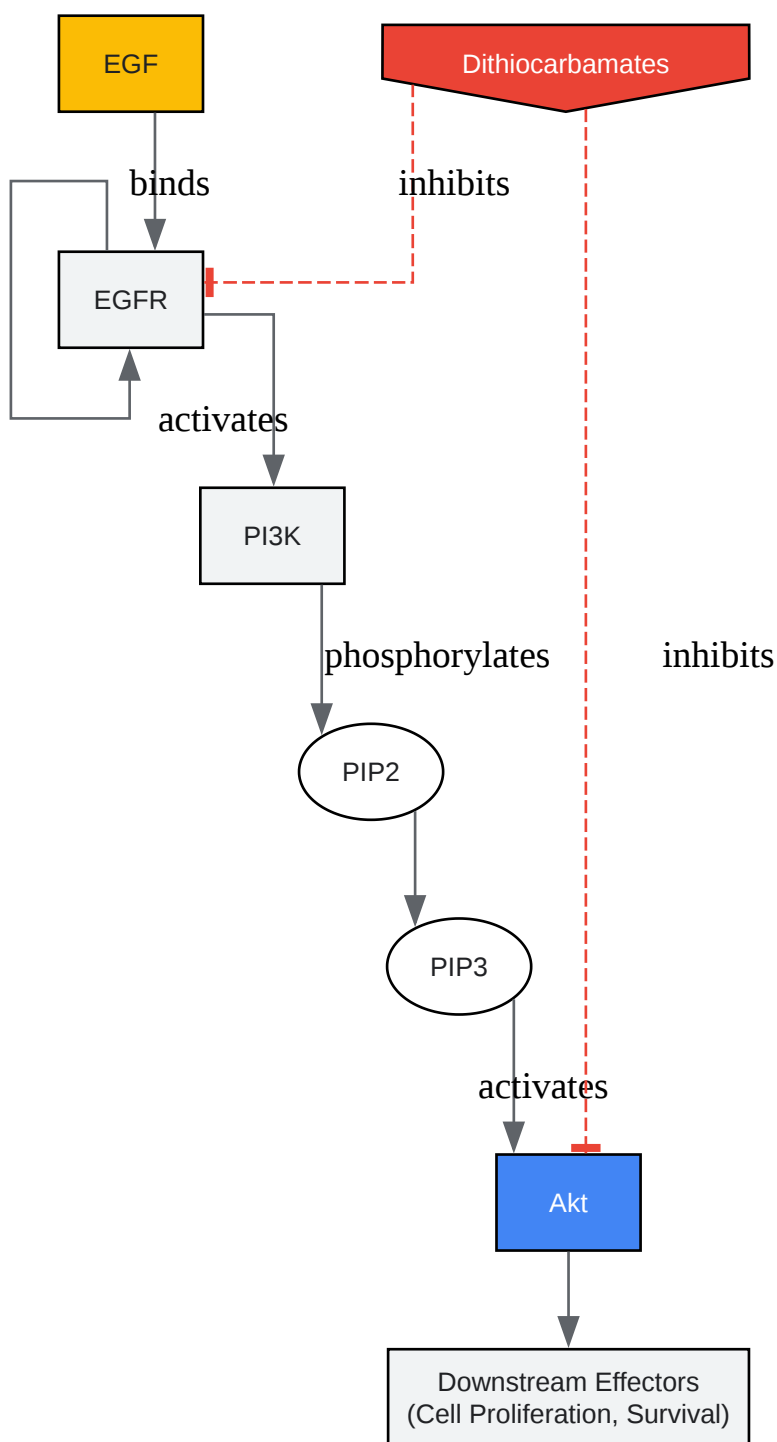 EGF
Dithiocarbamates
binds
inhibits
EGFR
activates
PI3K
phosphorylates
inhibits
PIP2
PIP3
activates
Akt
Downstream Effectors
(Cell Proliferation, Survival)